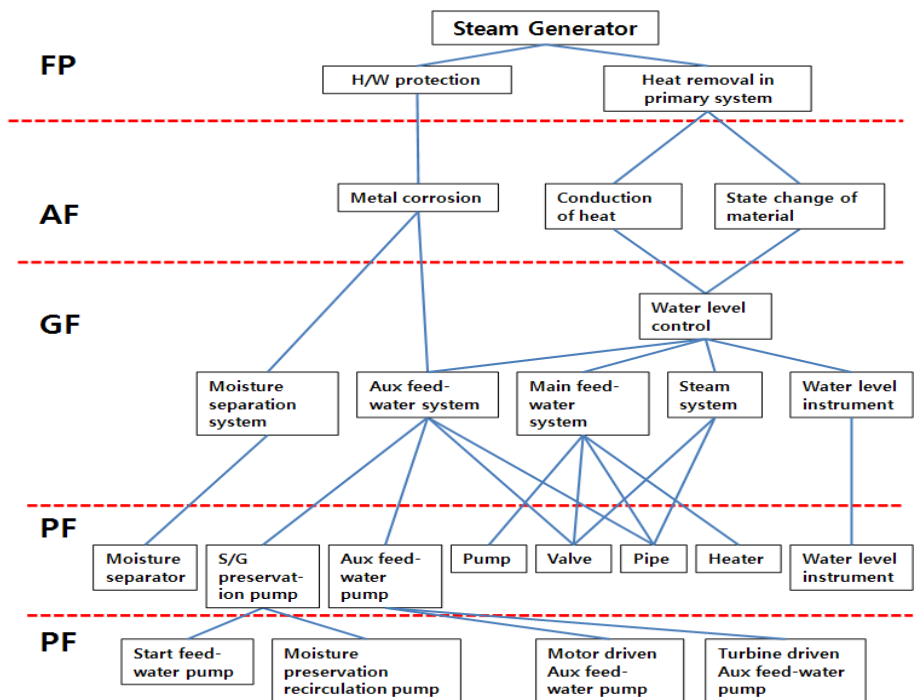 Steam Generator
FP
H/W protection
Heat removal in
primary system
AF
Metal corrosion
Conduction
of heat
State change of
material
GF
Water level
control
Moisture
separation
system
Aux feed-
water system
Main feed-
water
system
Steam
system
Water level
instrument
PF
Moisture
separator
S/G
preservat-
ion pump
Aux feed-
water
pump
Pump
Valve
Pipe
Heater
Water level
instrument
PF
Start feed-
water pump
Moisture
preservation
recirculation pump
Motor driven
Aux feed-
water pump
Turbine driven
Aux feed-water
pump